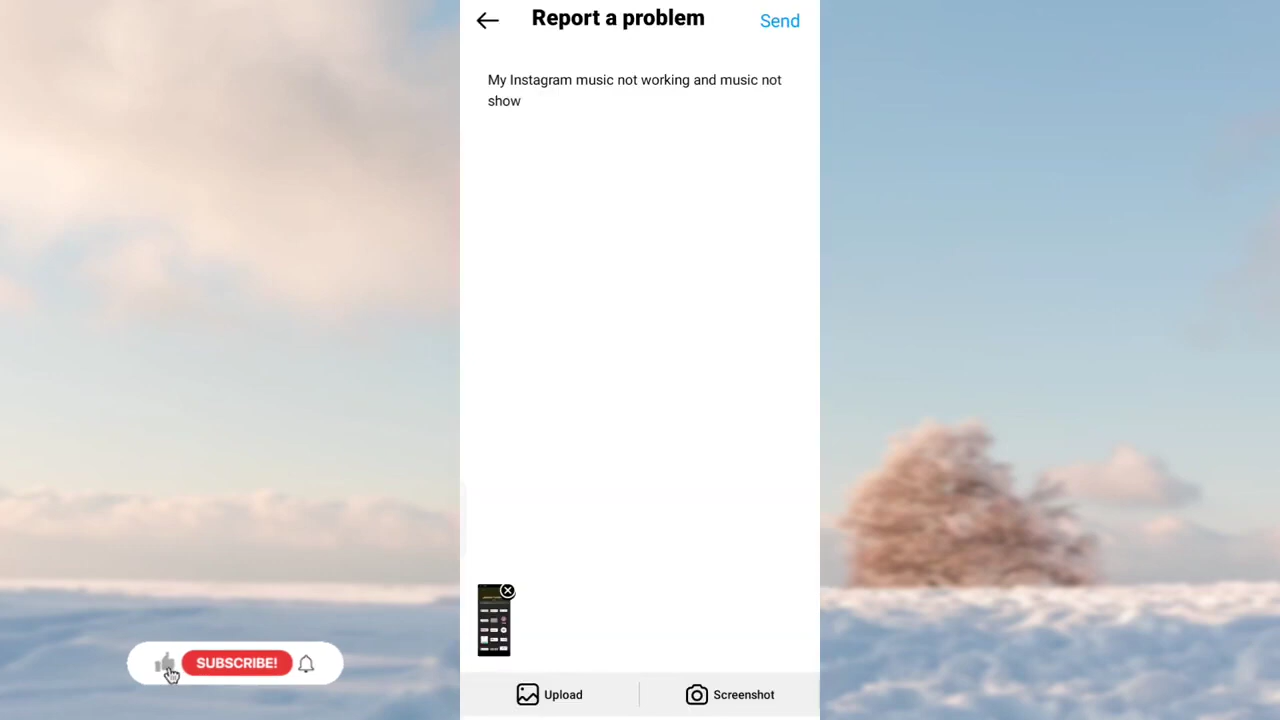 Report a problem
Send
My Instagram music not working and music not
show
SUBSCRIBE!
Upload
Screenshot